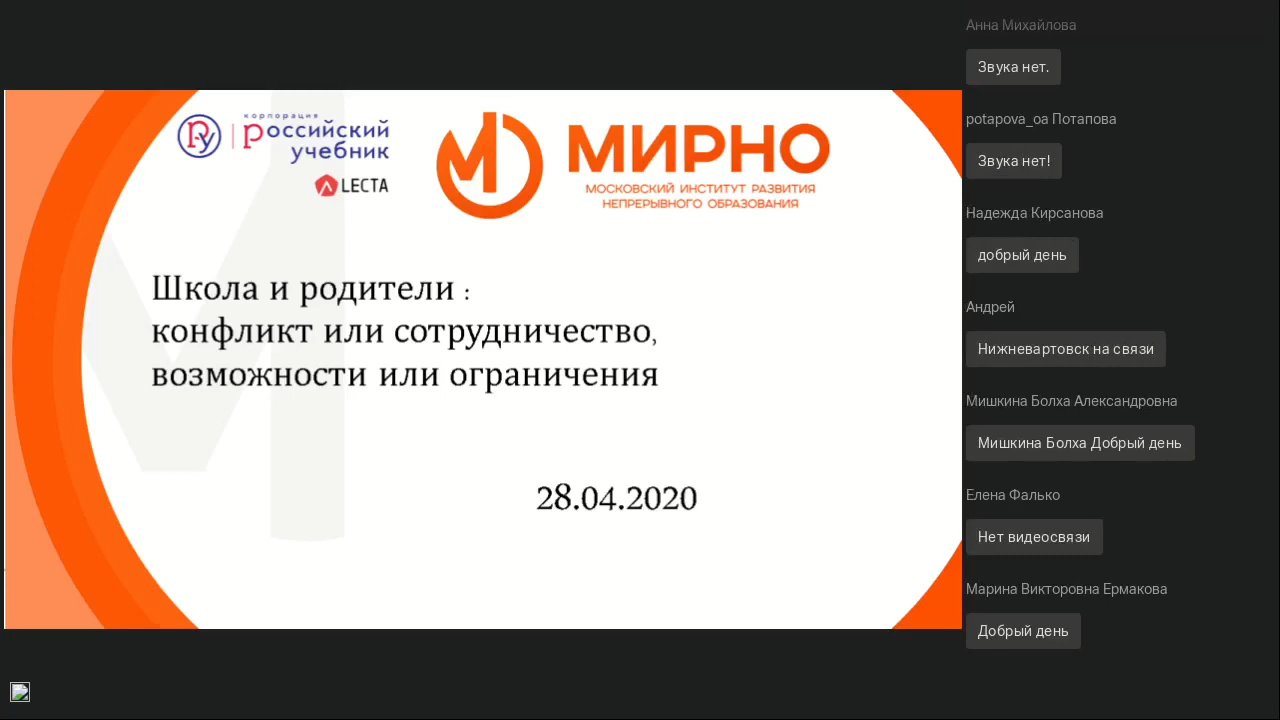 корпорация
российский
учебник
LECTA
МИРНО
МОСКОВСКИЙ ИНСТИТУТ РАЗВИТИЯ
НЕПРЕРЫВНОГО ОБРАЗОВАНИЯ
Школа и родители :
конфликт или сотрудничество,
возможности или ограничения
28.04.2020
Анна Михайлова
Звука нет.
potapova_oa Потапова
Звука нет!
Надежда Кирсанова
добрый день
Андрей
Нижневартовск на связи
Мишкина Болха Александровна
Мишкина Болха Добрый день
Елена Фалько
Нет видеосвязи
Марина Викторовна Ермакова
Добрый день